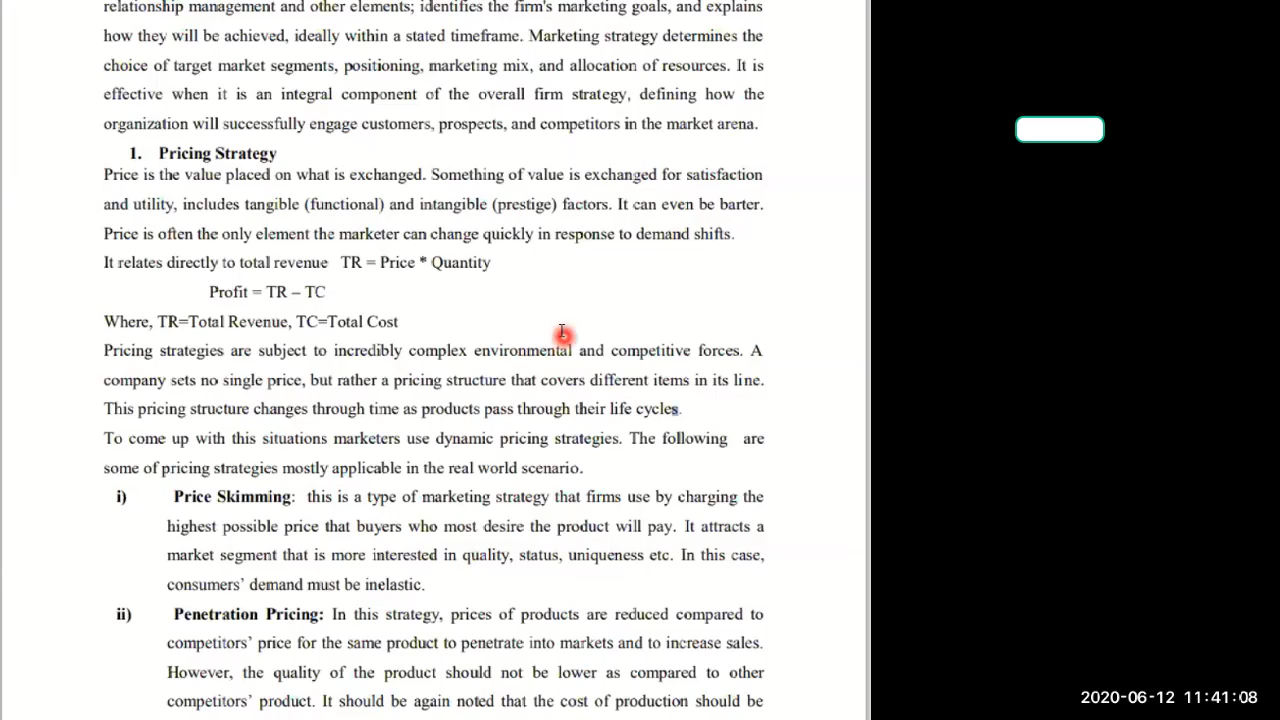 relationship management and other elements; identifies the firm's marketing goals, and explains
how they will be achieved, ideally within a stated timeframe. Marketing strategy determines the
choice of target market segments, positioning, marketing mix, and allocation of resources. It is
effective when it is an integral component of the overall firm strategy, defining how the
organization will successfully engage customers, prospects, and competitors in the market arena.
1. Pricing Strategy
Price is the value placed on what is exchanged. Something of value is exchanged for satisfaction
and utility, includes tangible (functional) and intangible (prestige) factors. It can even be barter.
Price is often the only element the marketer can change quickly in response to demand shifts.
It relates directly to total revenue TR = Price * Quantity
Profit = TR – TC
Where, TR=Total Revenue, TC=Total Cost
Pricing strategies are subject to incredibly complex environmental and competitive forces. A
company sets no single price, but rather a pricing structure that covers different items in its line.
This pricing structure changes through time as products pass through their life cycles.
To come up with this situations marketers use dynamic pricing strategies. The following are
some of pricing strategies mostly applicable in the real world scenario.
i) Price Skimming: this is a type of marketing strategy that firms use by charging the
highest possible price that buyers who most desire the product will pay. It attracts a
market segment that is more interested in quality, status, uniqueness etc. In this case,
consumers' demand must be inelastic.
ii) Penetration Pricing: In this strategy, prices of products are reduced compared to
competitors' price for the same product to penetrate into markets and to increase sales.
However, the quality of the product should not be lower as compared to other
competitors' product. It should be again noted that the cost of production should be
2020-06-12 11:41:08